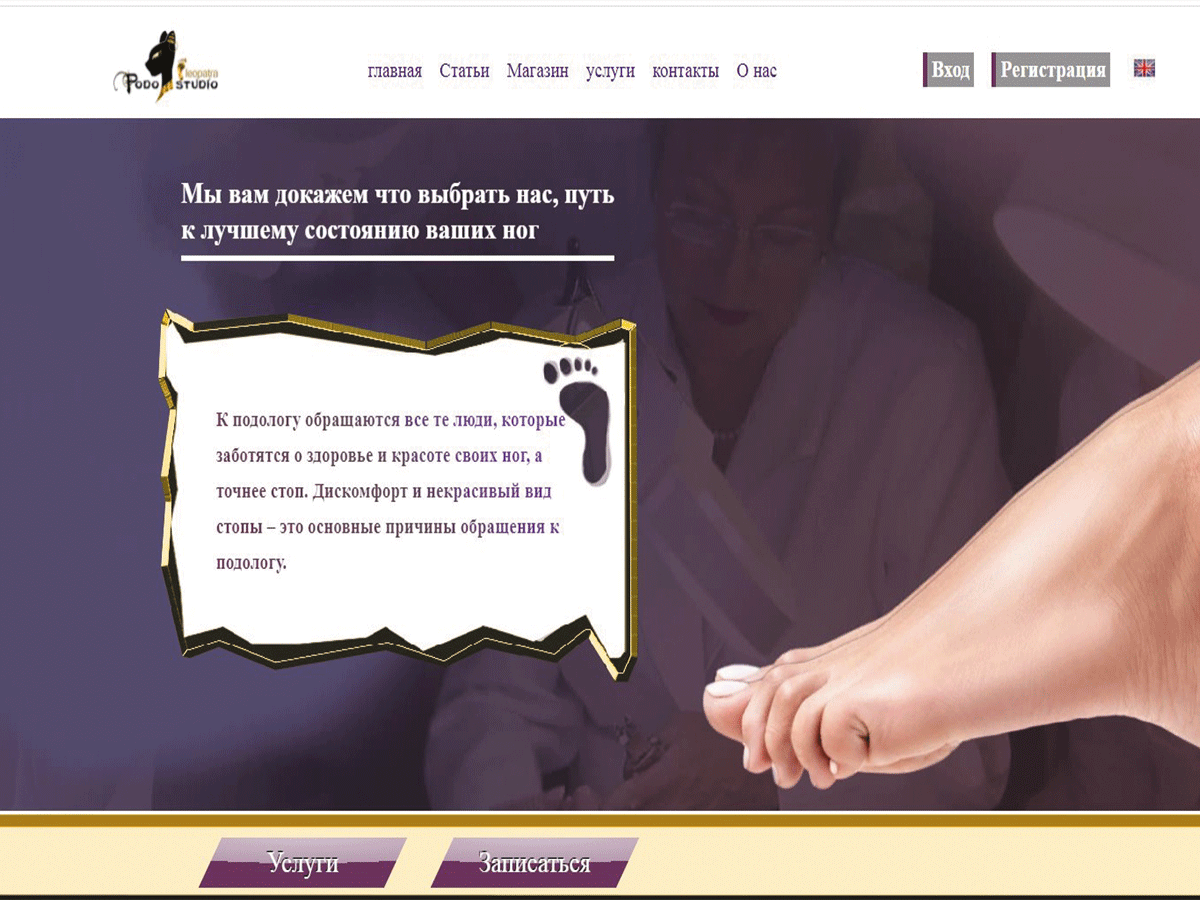 Cleopatra
PODO STUDIO
главная Статьи Магазин услуги контакты О нас
Вход Регистрация
Мы вам докажем что выбрать нас, путь
к лучшему состоянию ваших ног
К подологу обращаются все те люди, которые
заботятся о здоровье и красоте своих ног, а
точнее стоп. Дискомфорт и некрасивый вид
стопы – это основные причины обращения к
подологу.
Услуги Записаться